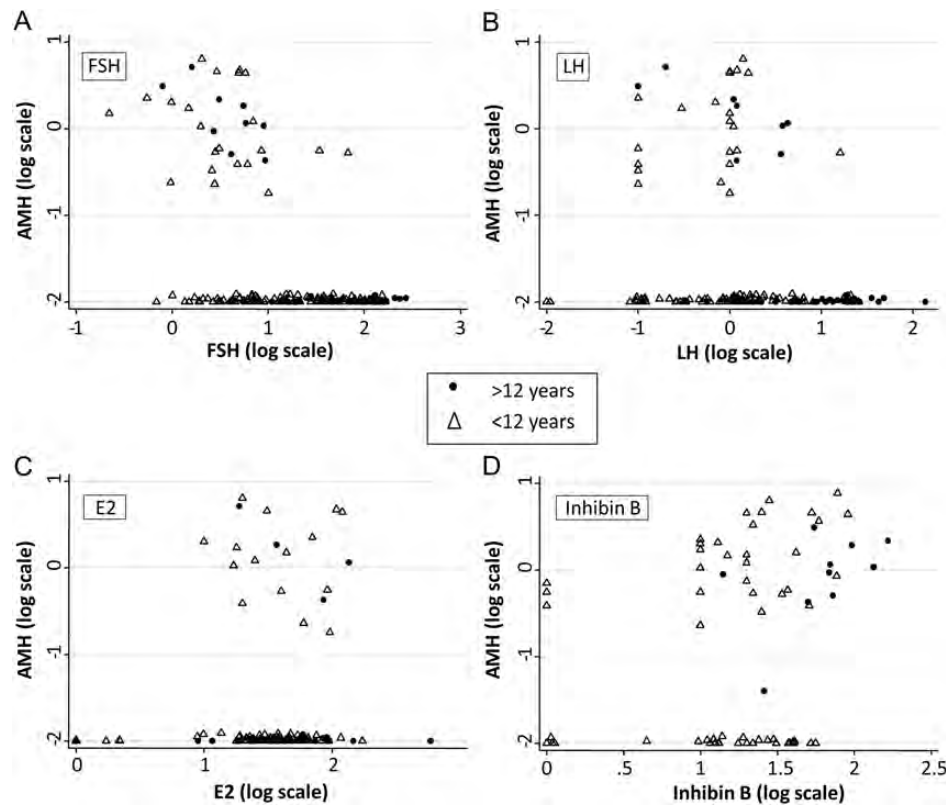 A
B
FSH
LH
AMH (log scale)
1
0
-1
-2
-1 0 1 2 3
FSH (log scale)
AMH (log scale)
1
0
-1
-2
-2 -1 0 1 2
LH (log scale)
>12 years
<12 years
C
D
E2
Inhibin B
AMH (log scale)
1
0
-1
-2
0 1 2 3
E2 (log scale)
AMH (log scale)
1
0
-1
-2
0 .5 1 1.5 2 2.5
Inhibin B (log scale)